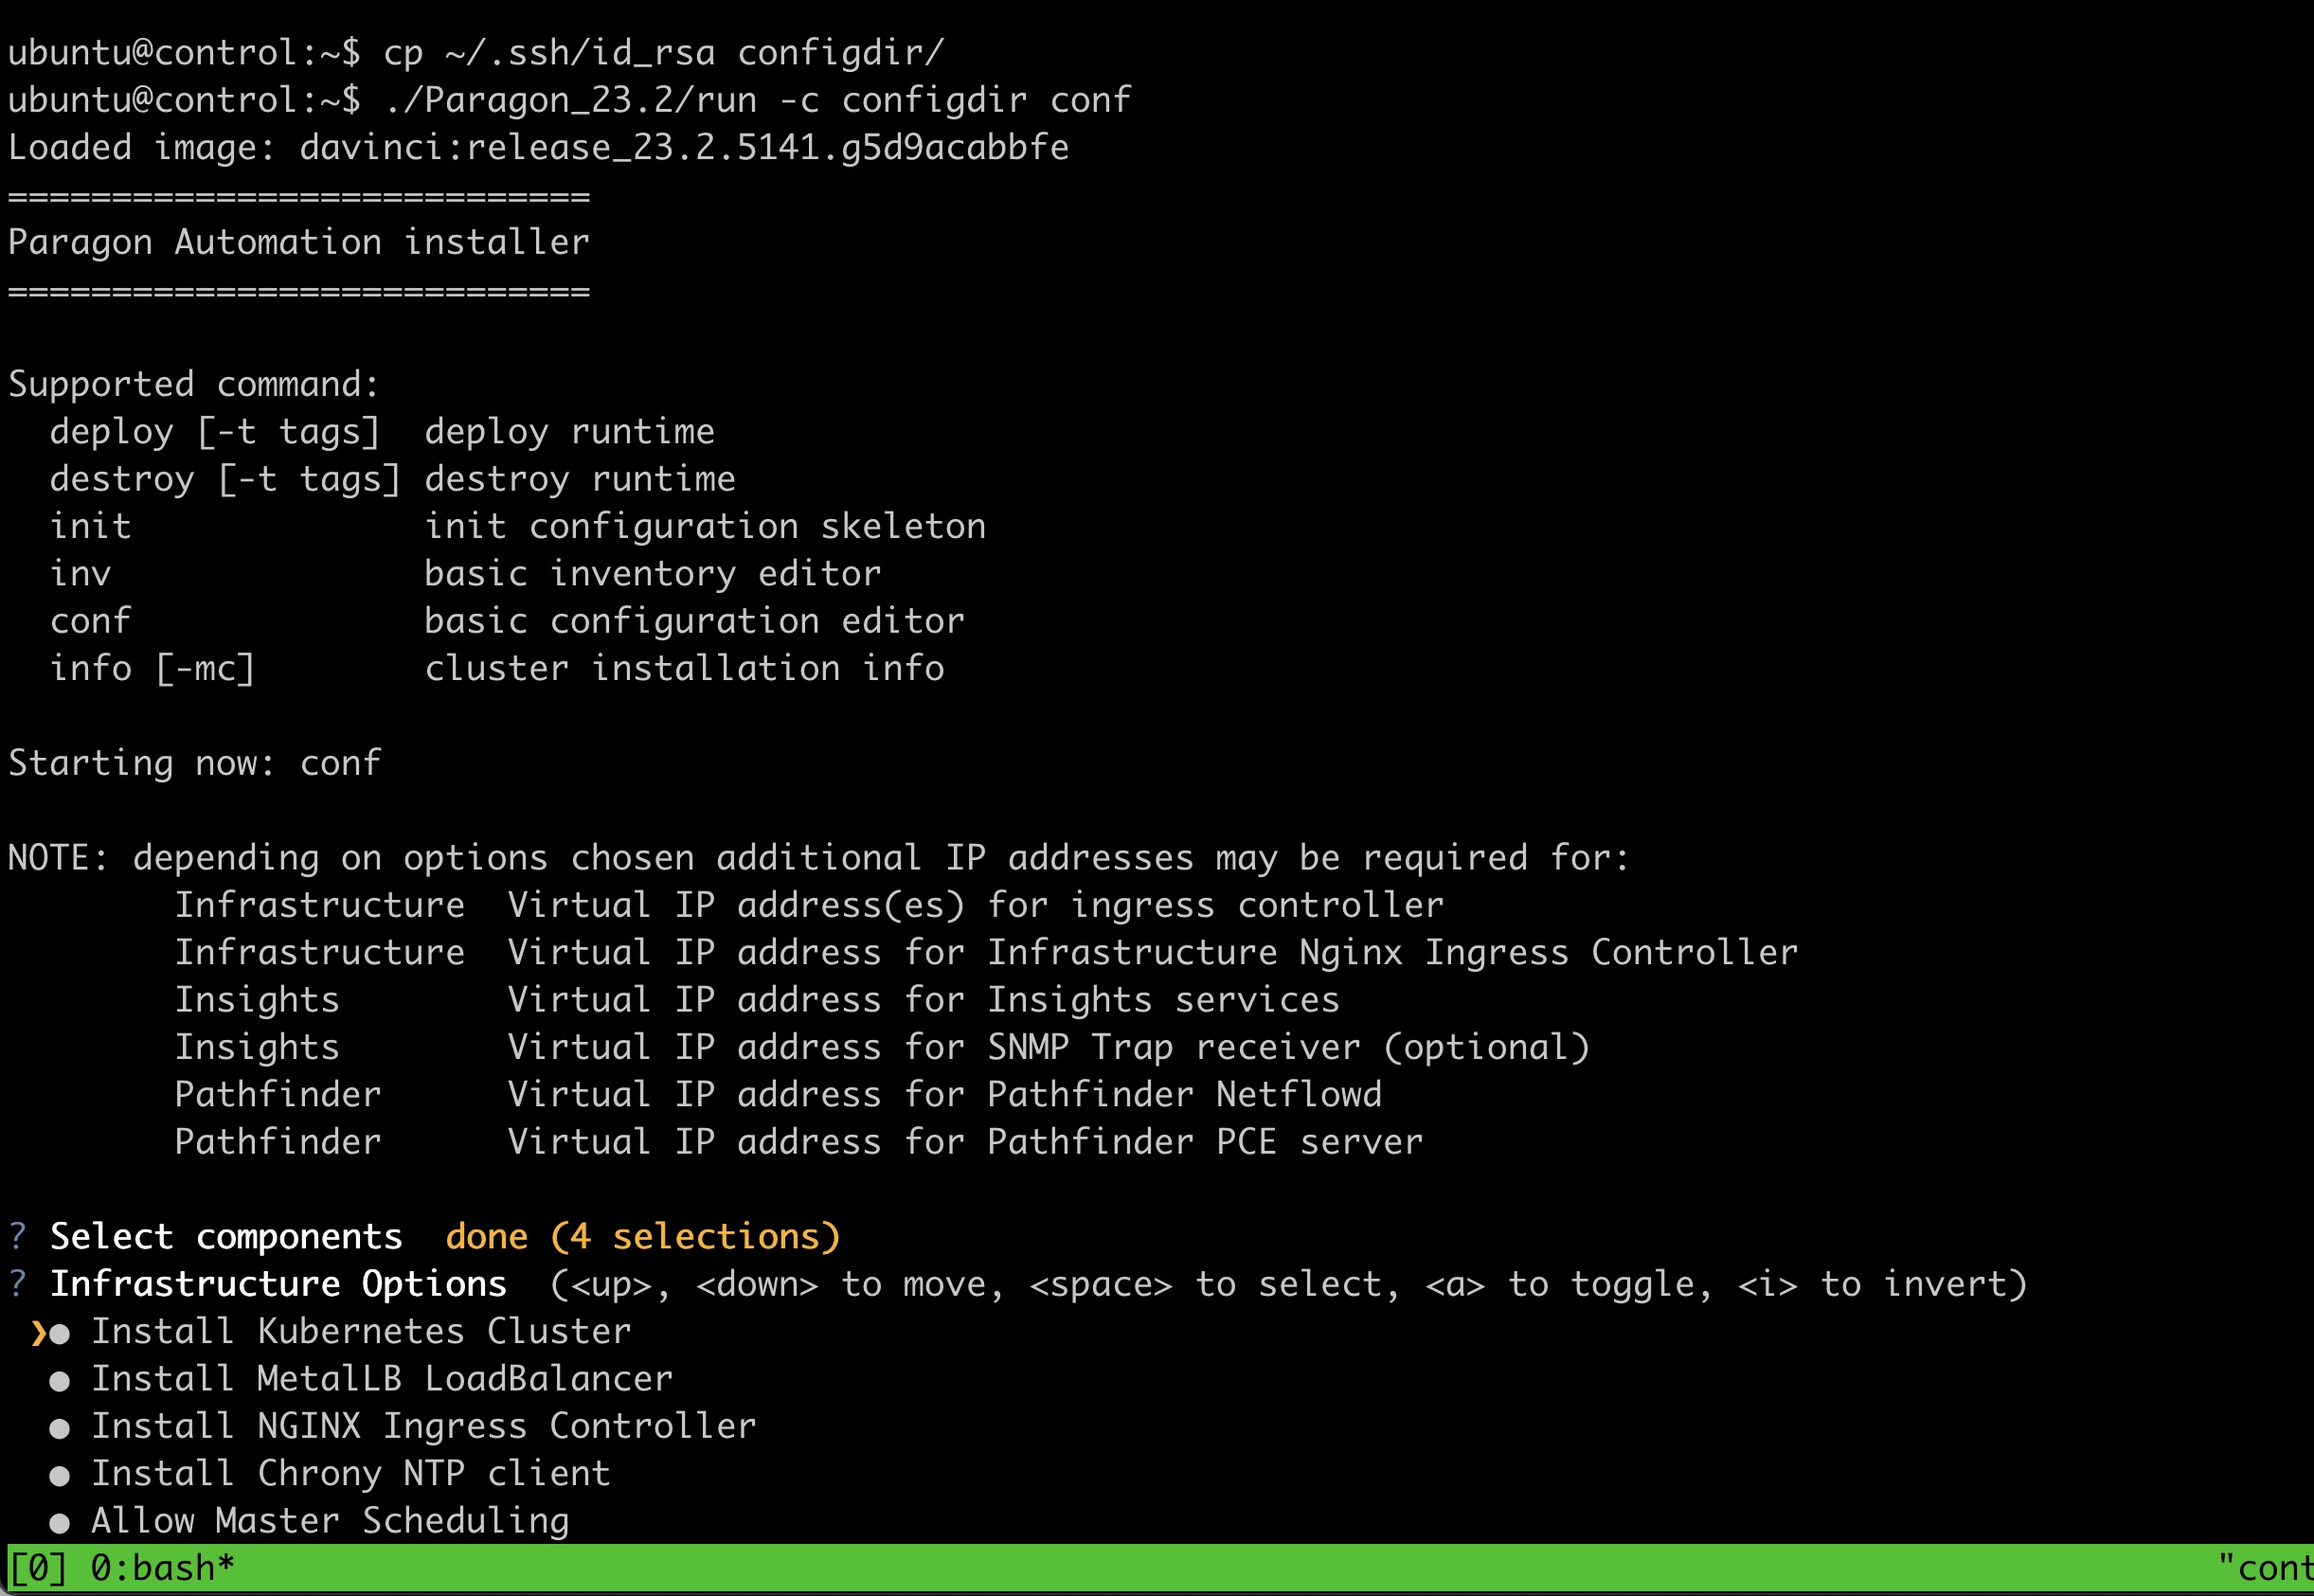 ubuntu@control:~$ cp ~/.ssh/id_rsa configdir/
ubuntu@control:~$ ./Paragon_23.2/run -c configdir conf
Loaded image: davinci:release_23.2.5141.g5d9acabbfe
============================
Paragon Automation installer
============================

Supported command:
  deploy [-t tags]  deploy runtime
  destroy [-t tags] destroy runtime
  init              init configuration skeleton
  inv               basic inventory editor
  conf              basic configuration editor
  info [-mc]        cluster installation info

Starting now: conf

NOTE: depending on options chosen additional IP addresses may be required for:
        Infrastructure  Virtual IP address(es) for ingress controller
        Infrastructure  Virtual IP address for Infrastructure Nginx Ingress Controller
        Insights        Virtual IP address for Insights services
        Insights        Virtual IP address for SNMP Trap receiver (optional)
        Pathfinder      Virtual IP address for Pathfinder Netflowd
        Pathfinder      Virtual IP address for Pathfinder PCE server

? Select components  done (4 selections)
? Infrastructure Options  (<up>, <down> to move, <space> to select, <a> to toggle, <i> to invert)
 ❯● Install Kubernetes Cluster
  ● Install MetalLB LoadBalancer
  ● Install NGINX Ingress Controller
  ● Install Chrony NTP client
  ● Allow Master Scheduling
[0] 0:bash* "cont